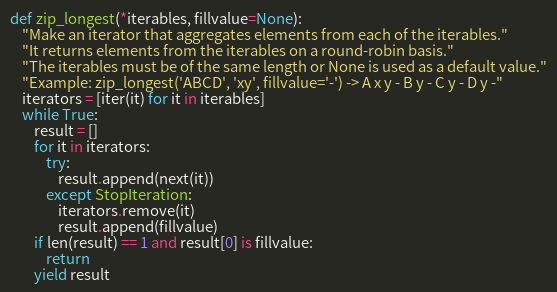 def zip_longest(*iterables, fillvalue=None):
"Make an iterator that aggregates elements from each of the iterables."
"It returns elements from the iterables on a round-robin basis."
"The iterables must be of the same length or None is used as a default value."
"Example: zip_longest('ABCD', 'xy', fillvalue='-') -> A x y - B y - C y - D y -"
iterators = [iter(it) for it in iterables]
while True:
result = []
for it in iterators:
try:
result.append(next(it))
except StopIteration:
iterators.remove(it)
result.append(fillvalue)
if len(result) == 1 and result[0] is fillvalue:
return
yield result